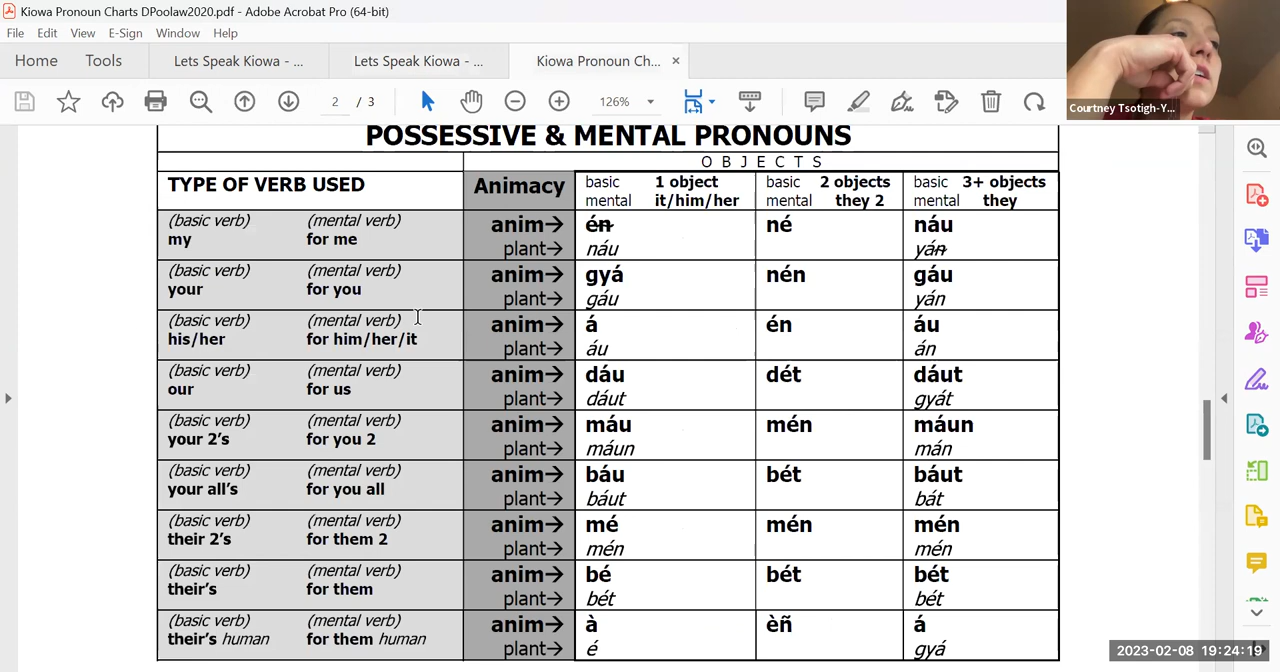 Kiowa Pronoun Charts DPoolaw2020.pdf - Adobe Acrobat Pro (64-bit)
File Edit View E-Sign Window Help
Home Tools Lets Speak Kiowa - ... Lets Speak Kiowa - ... Kiowa Pronoun Ch... ×
2 / 3 126%
Courtney Tsotigh-Y...
POSSESSIVE & MENTAL PRONOUNS
O B J E C T S
TYPE OF VERB USED Animacy basic 1 object basic 2 objects basic 3+ objects
mental it/him/her mental they 2 mental they
(basic verb) (mental verb) anim→ én né náu
my for me plant→ náu yán
(basic verb) (mental verb) anim→ gyá nén gáu
your for you plant→ gáu yán
(basic verb) (mental verb) anim→ á én áu
his/her for him/her/it plant→ áu án
(basic verb) (mental verb) anim→ dáu dét dáut
our for us plant→ dáut gyát
(basic verb) (mental verb) anim→ máu mén máun
your 2's for you 2 plant→ máun mán
(basic verb) (mental verb) anim→ báu bét báut
your all's for you all plant→ báut bát
(basic verb) (mental verb) anim→ mé mén mén
their 2's for them 2 plant→ mén mén
(basic verb) (mental verb) anim→ bé bét bét
their's for them plant→ bét bét
(basic verb) (mental verb) anim→ à èñ á
their's human for them human plant→ é gyá
2023-02-08 19:24:19